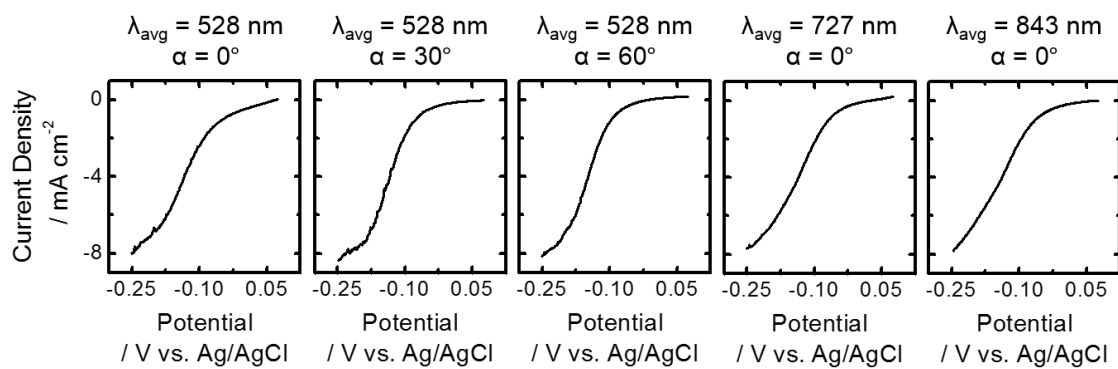 λavg = 528 nm
α = 0°
λavg = 528 nm
α = 30°
λavg = 528 nm
α = 60°
λavg = 727 nm
α = 0°
λavg = 843 nm
α = 0°
Current Density
/ mA cm-2
0
-4
-8
-0.25 -0.10 0.05
-0.25 -0.10 0.05
-0.25 -0.10 0.05
-0.25 -0.10 0.05
-0.25 -0.10 0.05
Potential
/ V vs. Ag/AgCl
Potential
/ V vs. Ag/AgCl
Potential
/ V vs. Ag/AgCl
Potential
/ V vs. Ag/AgCl
Potential
/ V vs. Ag/AgCl